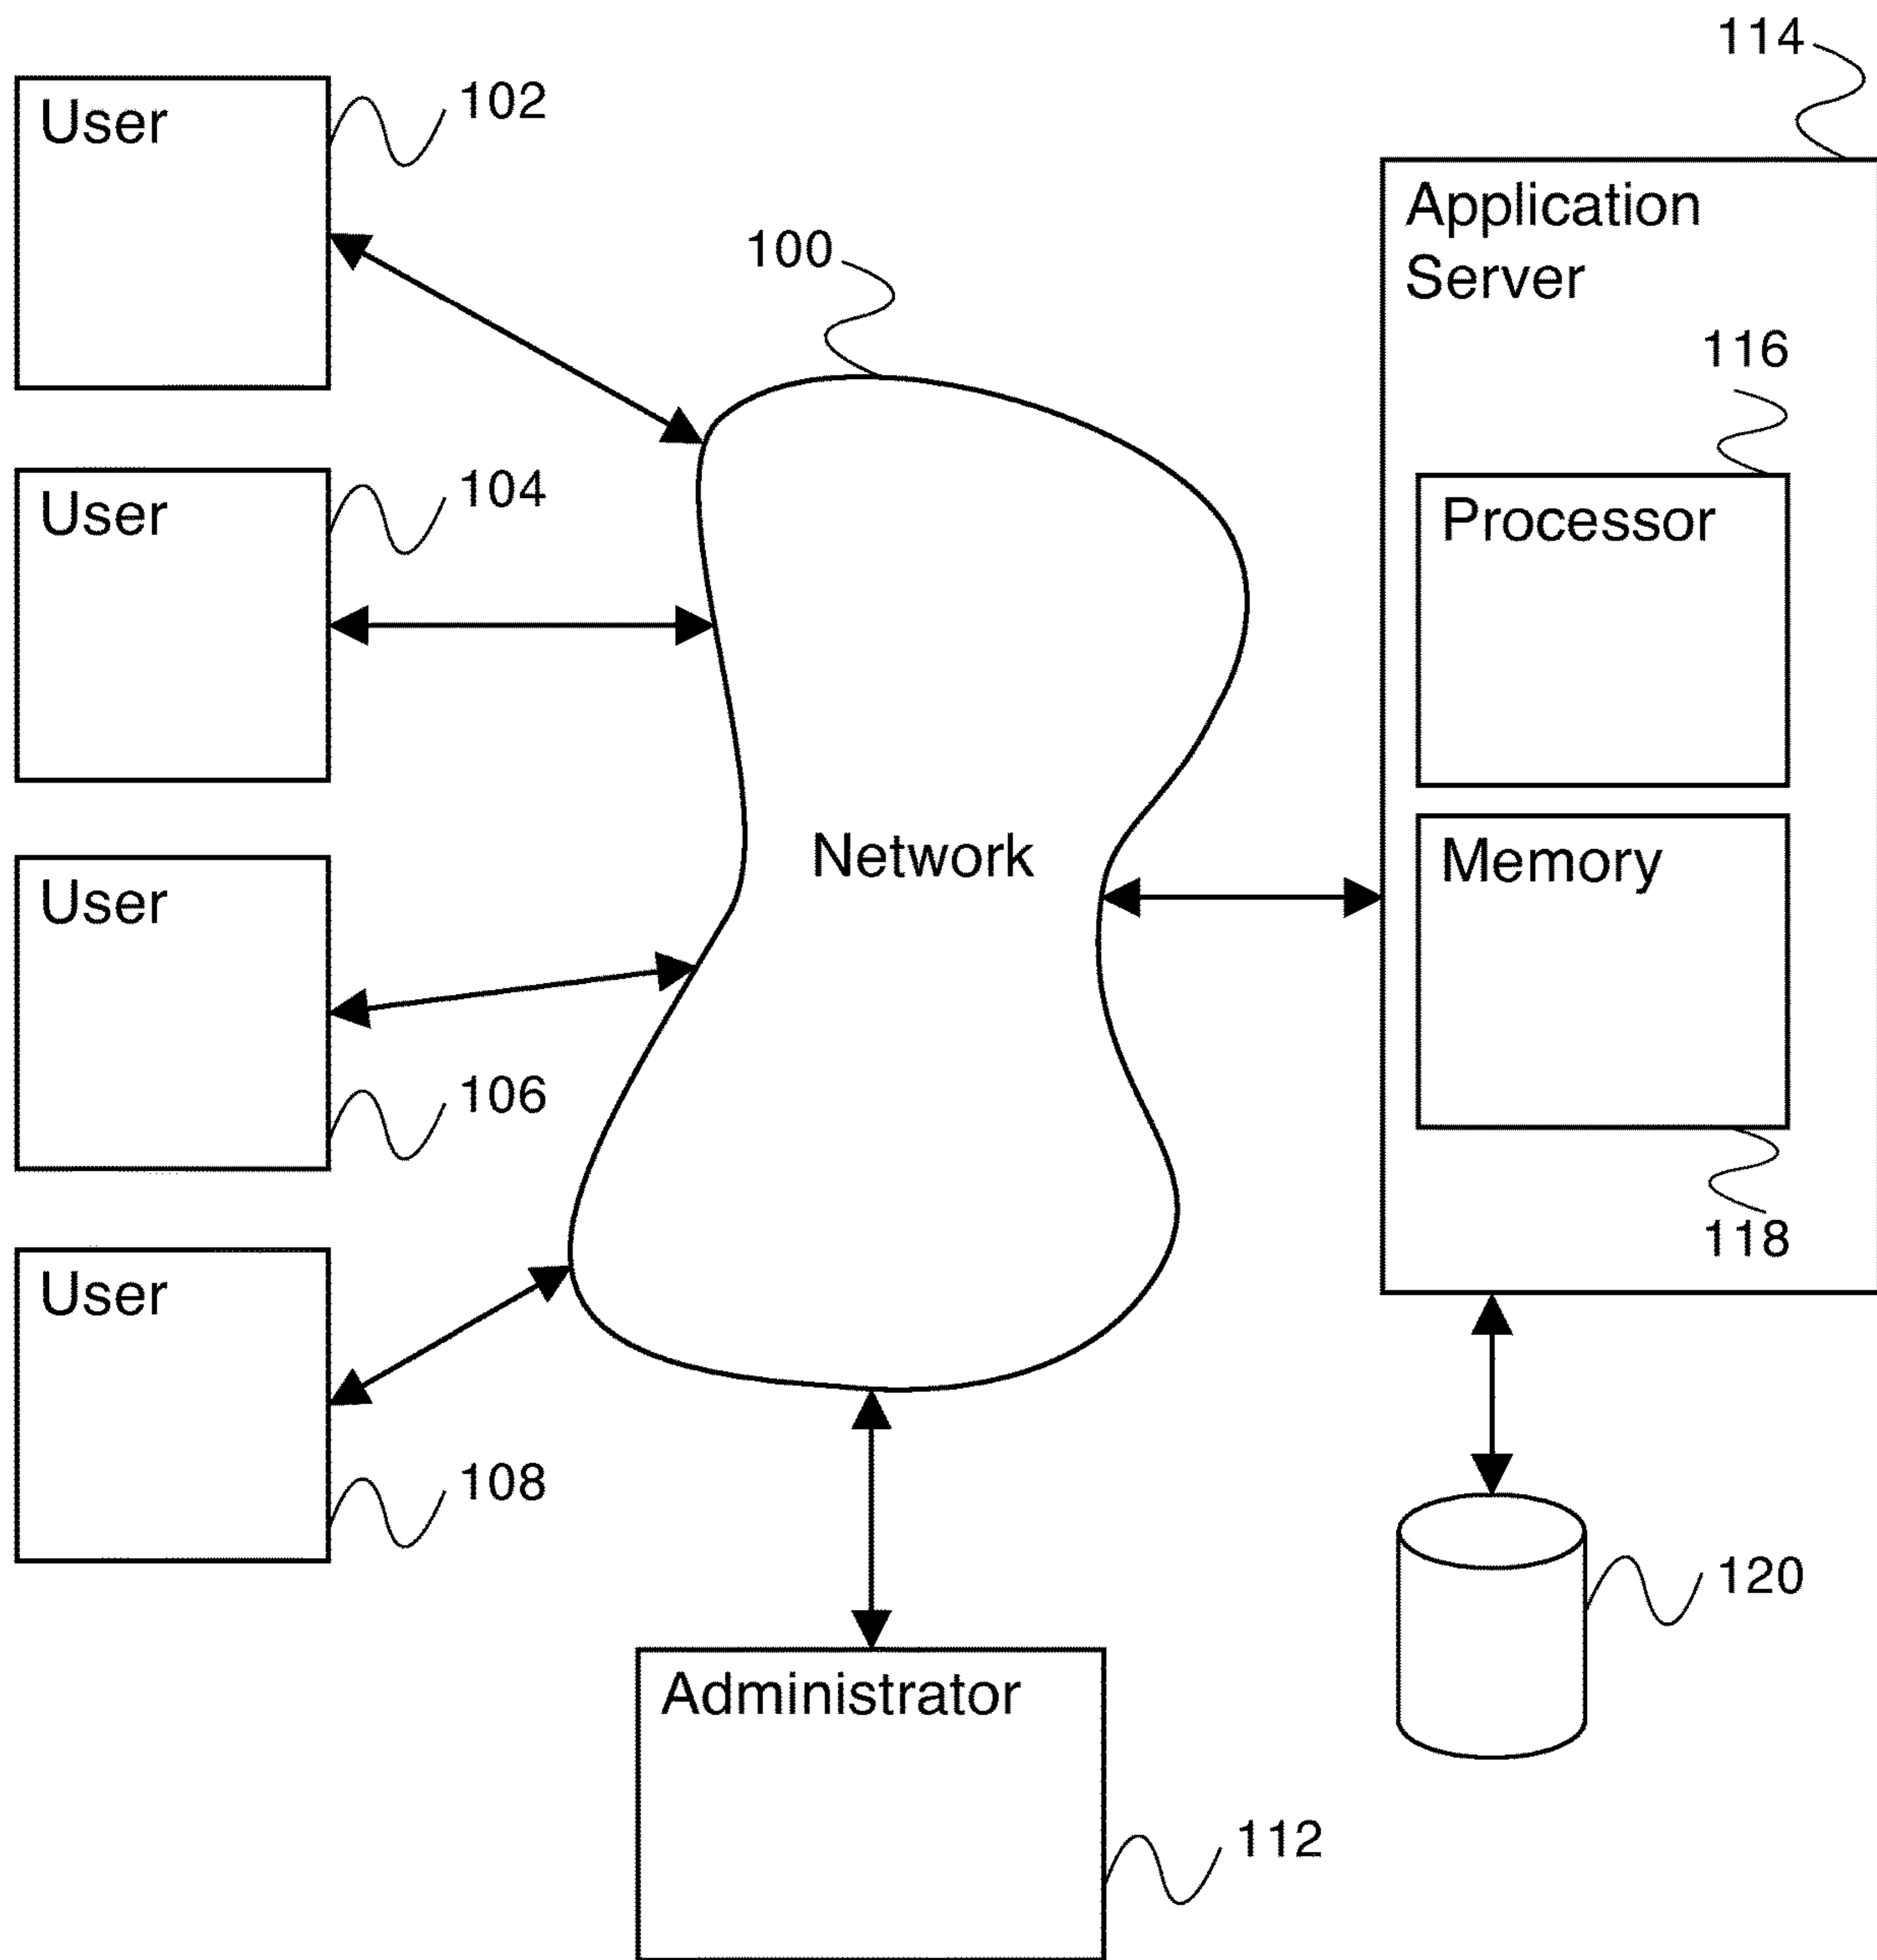 114
User
102
Application
Server
100
116
User
104
Processor
Network
Memory
User
106
118
User
108
120
Administrator
112